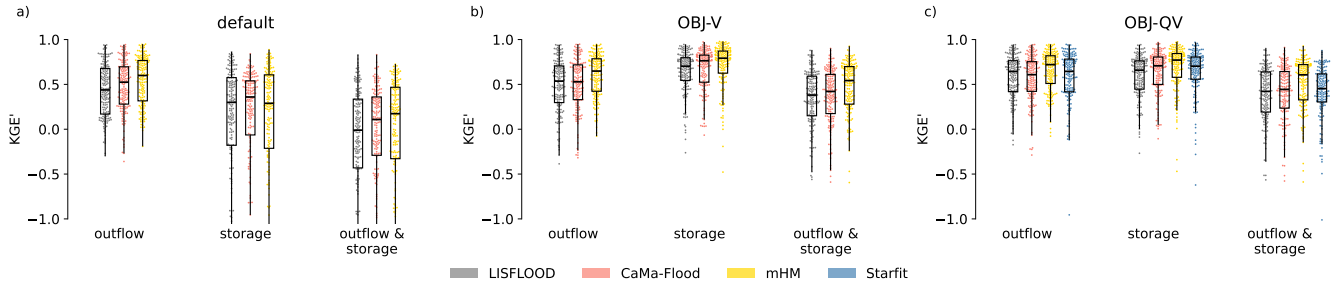 a)
default
KGE'
1.0
0.5
0.0
−0.5
−1.0
outflow
storage
outflow &
storage
b)
OBJ-V
KGE'
1.0
0.5
0.0
−0.5
−1.0
outflow
storage
outflow &
storage
c)
OBJ-QV
KGE'
1.0
0.5
0.0
−0.5
−1.0
outflow
storage
outflow &
storage
LISFLOOD
CaMa-Flood
mHM
Starfit